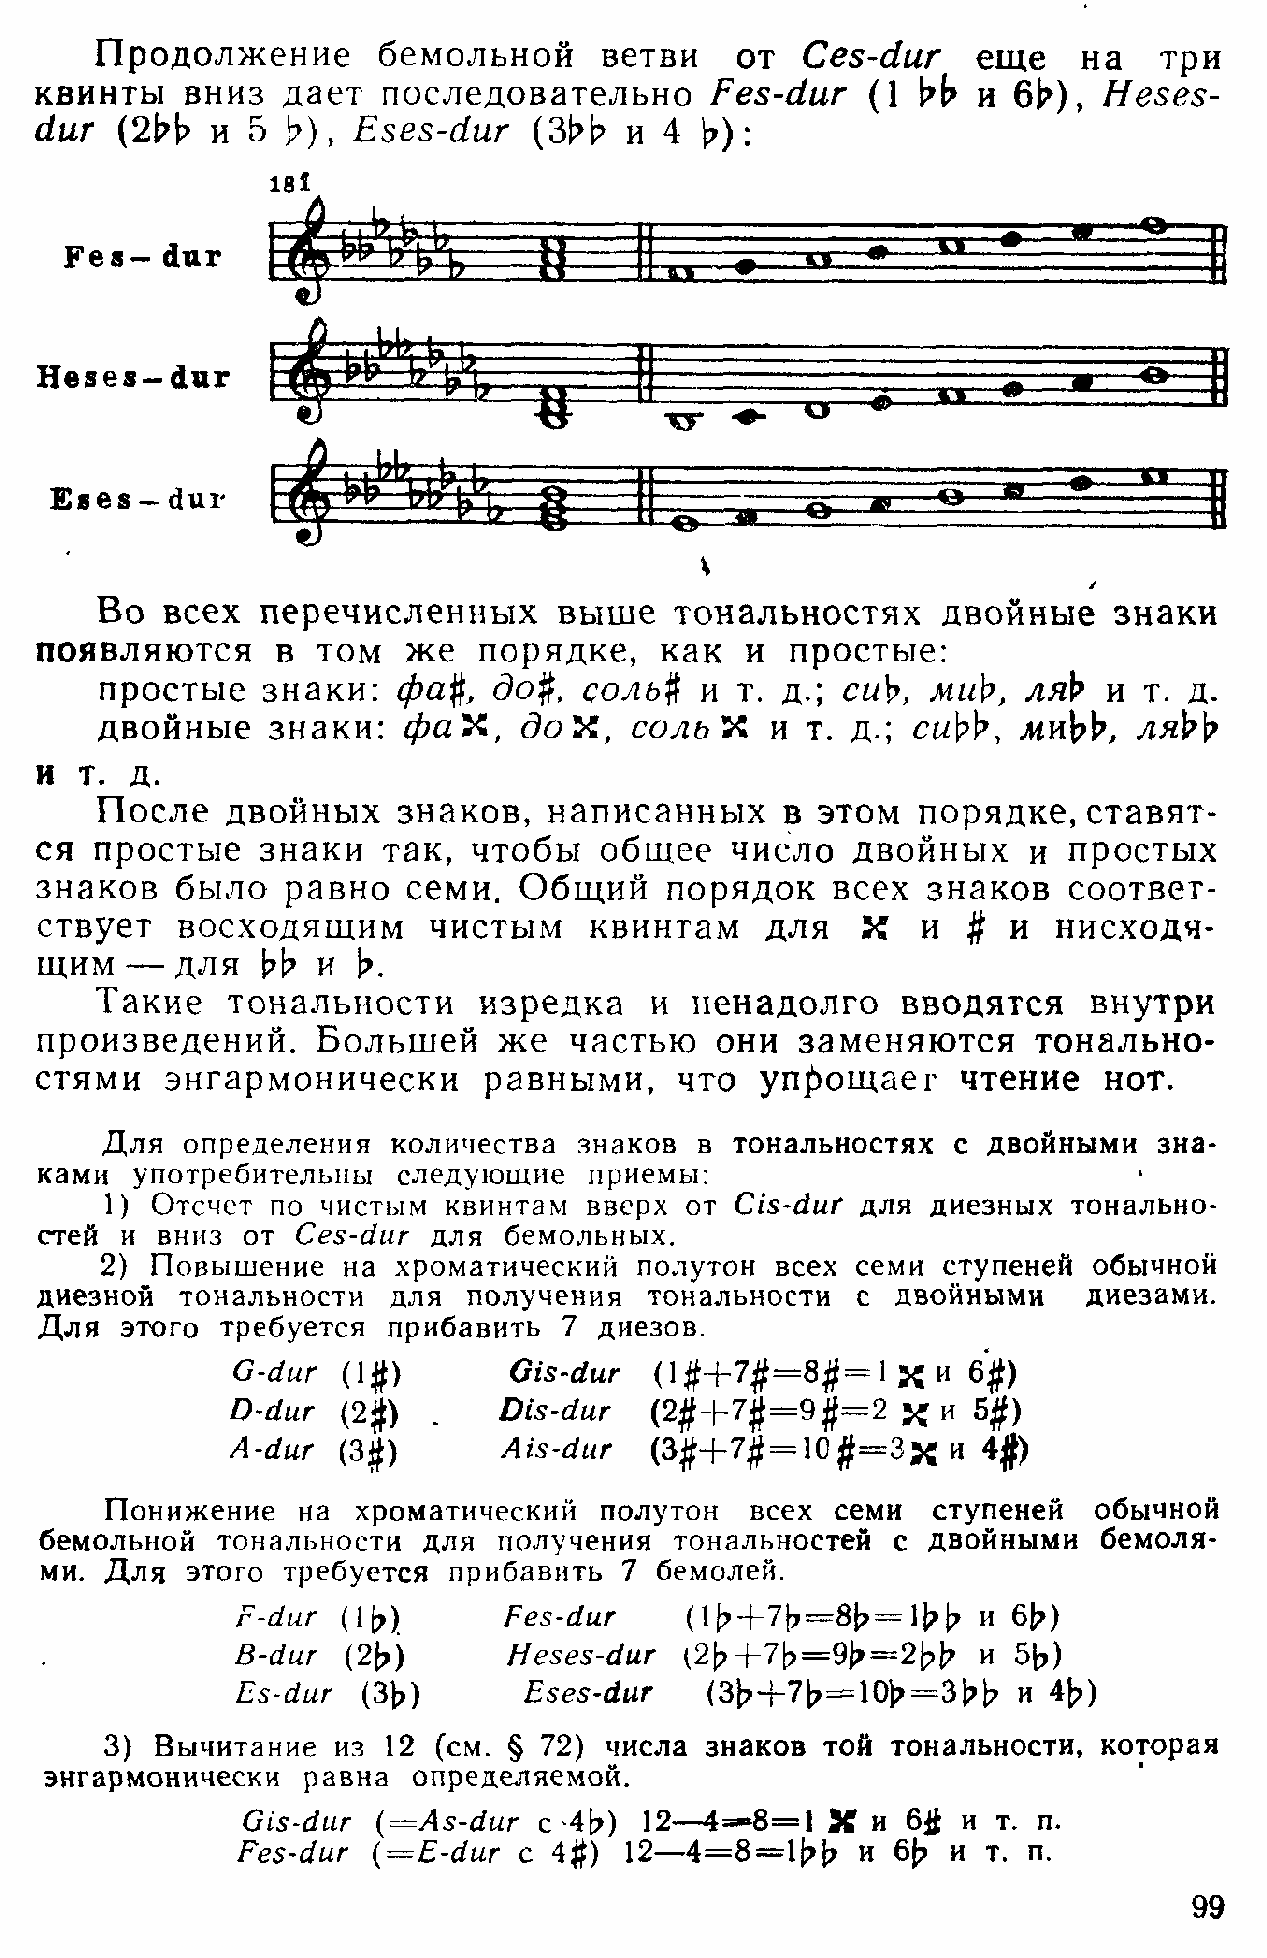 Продолжение бемольной ветви от Ces-dur еще на три
квинты вниз дает последовательно Fes-dur (1 𝄫 и 6♭), Heses-
dur (2𝄫 и 5 ♭), Eses-dur (3𝄫 и 4 ♭):
181
Fes– dur
Heses–dur
Eses–dur
Во всех перечисленных выше тональностях двойные знаки
появляются в том же порядке, как и простые:
простые знаки: фа♯, до♯, соль♯ и т. д.; си♭, ми♭, ля♭ и т. д.
двойные знаки: фа𝄪, до𝄪, соль𝄪 и т. д.; си𝄫, ми𝄫, ля𝄫
и т. д.
После двойных знаков, написанных в этом порядке, ставят-
ся простые знаки так, чтобы общее число двойных и простых
знаков было равно семи. Общий порядок всех знаков соответ-
ствует восходящим чистым квинтам для 𝄪 и ♯ и нисходя-
щим — для 𝄫 и ♭.
Такие тональности изредка и ненадолго вводятся внутри
произведений. Большей же частью они заменяются тонально-
стями энгармонически равными, что упрощает чтение нот.
Для определения количества знаков в тональностях с двойными зна-
ками употребительны следующие приемы:
1) Отсчет по чистым квинтам вверх от Cis-dur для диезных тонально-
стей и вниз от Ces-dur для бемольных.
2) Повышение на хроматический полутон всех семи ступеней обычной
диезной тональности для получения тональности с двойными диезами.
Для этого требуется прибавить 7 диезов.
G-dur (1♯) Gis-dur (1♯+7♯=8♯=1 𝄪 и 6♯)
D-dur (2♯) Dis-dur (2♯+7♯=9♯=2 𝄪 и 5♯)
A-dur (3♯) Ais-dur (3♯+7♯=10♯=3𝄪 и 4♯)
Понижение на хроматический полутон всех семи ступеней обычной
бемольной тональности для получения тональностей с двойными бемоля-
ми. Для этого требуется прибавить 7 бемолей.
F-dur (1♭) Fes-dur (1♭+7♭=8♭=1𝄫 и 6♭)
B-dur (2♭) Heses-dur (2♭+7♭=9♭=2𝄫 и 5♭)
Es-dur (3♭) Eses-dur (3♭+7♭=10♭=3𝄫 и 4♭)
3) Вычитание из 12 (см. § 72) числа знаков той тональности, которая
энгармонически равна определяемой.
Gis-dur (=As-dur с 4♭) 12—4=8=1 𝄪 и 6♯ и т. п.
Fes-dur (=E-dur с 4♯) 12—4=8=1𝄫 и 6♭ и т. п.
99